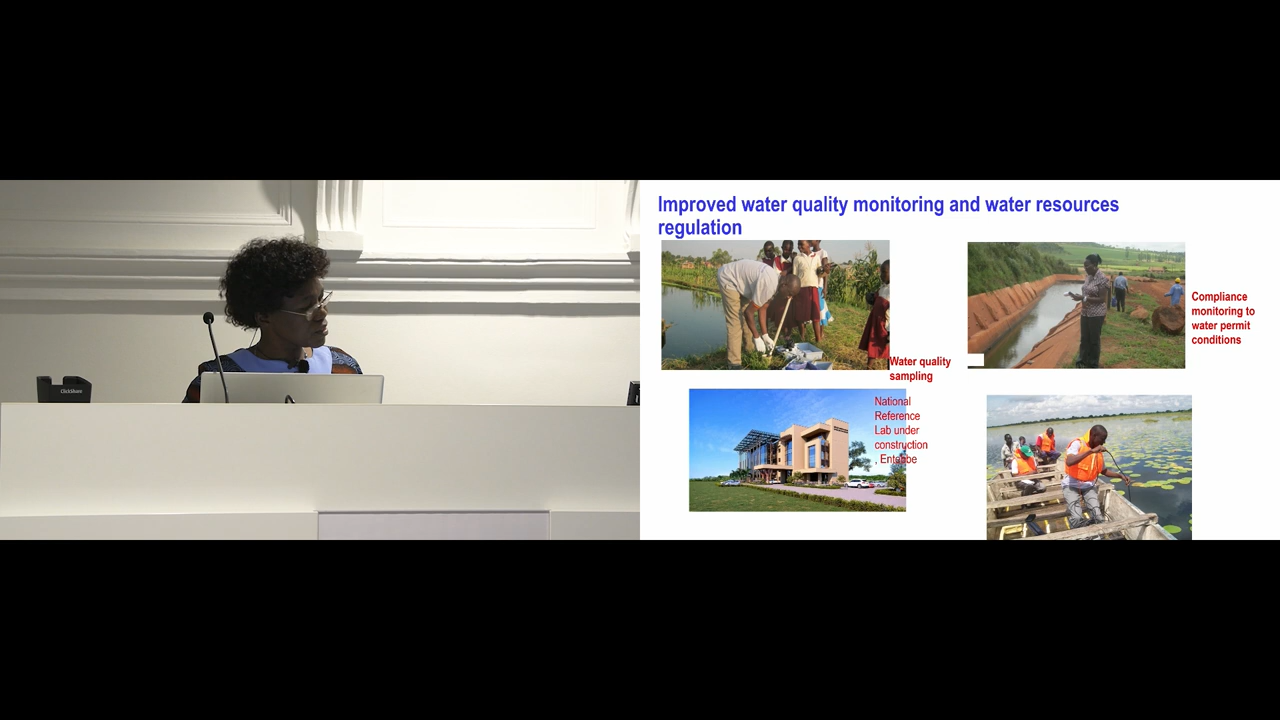 Improved water quality monitoring and water resources
regulation
Water quality
sampling
National
Reference
Lab under
construction
, Entebbe
Compliance
monitoring to
water permit
conditions
ClickShare